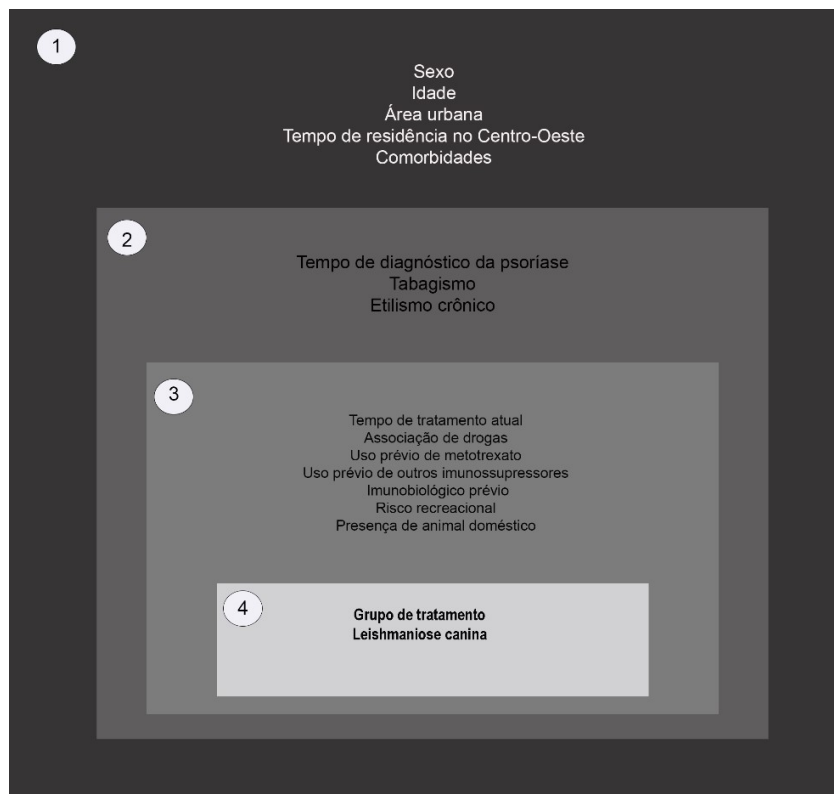 1
Sexo
Idade
Área urbana
Tempo de residência no Centro-Oeste
Comorbidades
2
Tempo de diagnóstico da psoríase
Tabagismo
Etilismo crônico
3
Tempo de tratamento atual
Associação de drogas
Uso prévio de metotrexato
Uso prévio de outros imunossupressores
Imunobiológico prévio
Risco recreacional
Presença de animal doméstico
4
Grupo de tratamento
Leishmaniose canina